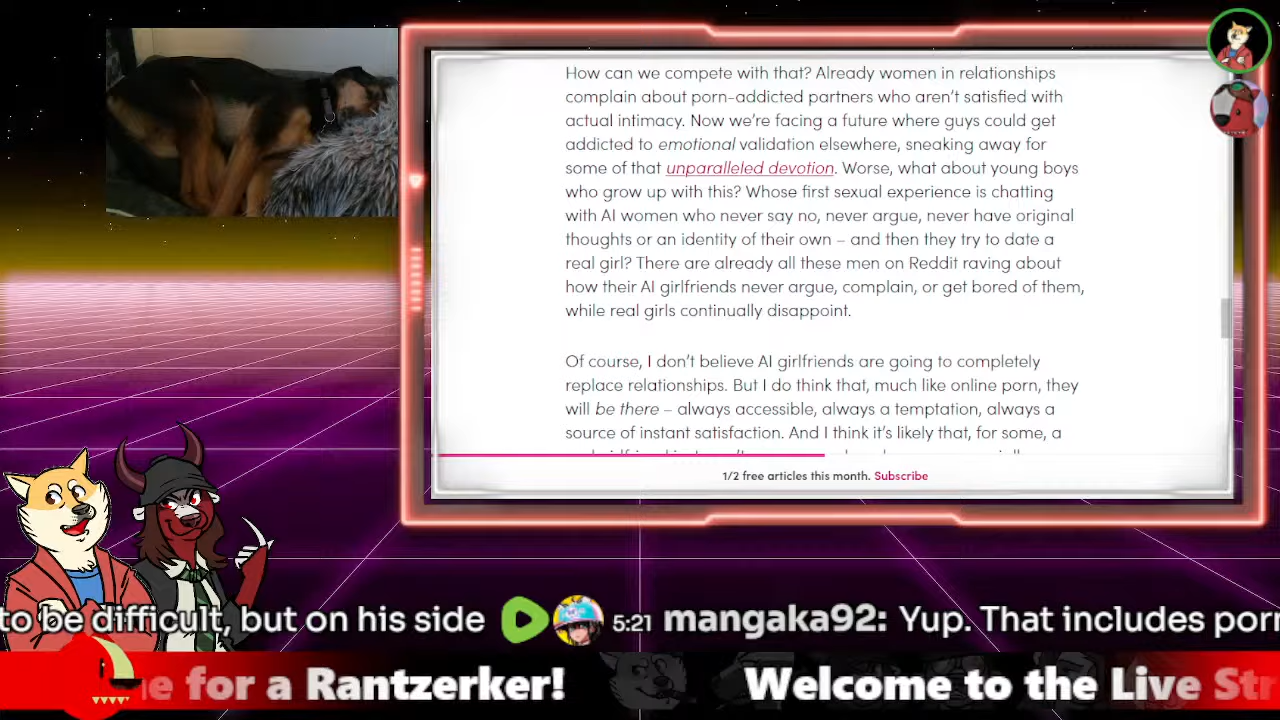 How can we compete with that? Already women in relationships
complain about porn-addicted partners who aren't satisfied with
actual intimacy. Now we're facing a future where guys could get
addicted to emotional validation elsewhere, sneaking away for
some of that unparalleled devotion. Worse, what about young boys
who grow up with this? Whose first sexual experience is chatting
with AI women who never say no, never argue, never have original
thoughts or an identity of their own – and then they try to date a
real girl? There are already all these men on Reddit raving about
how their AI girlfriends never argue, complain, or get bored of them,
while real girls continually disappoint.
Of course, I don't believe AI girlfriends are going to completely
replace relationships. But I do think that, much like online porn, they
will be there – always accessible, always a temptation, always a
source of instant satisfaction. And I think it's likely that, for some, a
1/2 free articles this month. Subscribe
to be difficult, but on his side 5:21 mangaka92: Yup. That includes porn
e for a Rantzerker! Welcome to the Live Str